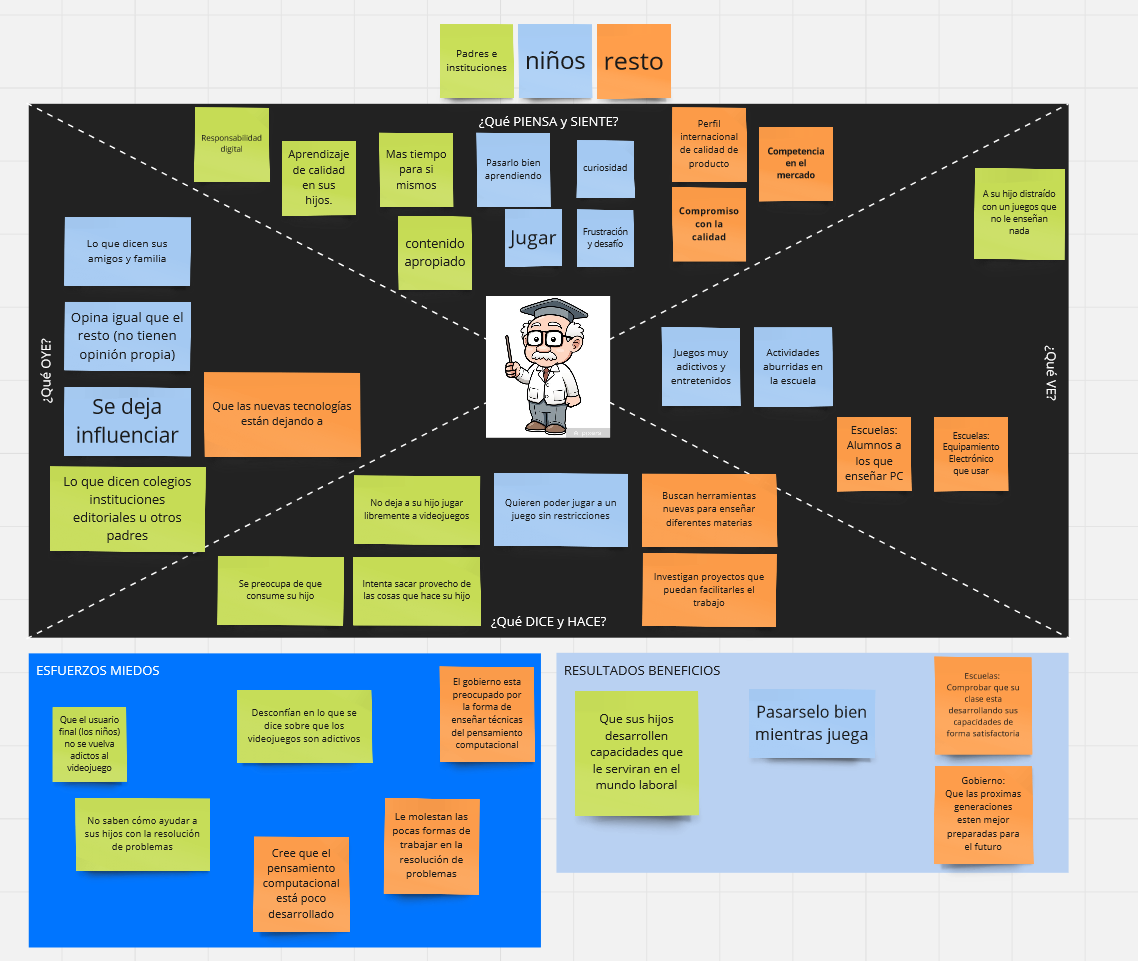 Padres e
instituciones
niños
resto
¿Qué PIENSA y SIENTE?
Responsabilidad
digital
Aprendizaje
de calidad
en sus
hijos.
Mas tiempo
para si
mismos
contenido
apropiado
Pasarlo bien
aprendiendo
curiosidad
Jugar
Frustración
y desafío
Perfil
internacional
de calidad de
producto
Competencia
en el
mercado
Compromiso
con la
calidad
¿Qué OYE?
Lo que dicen sus
amigos y familia
Opina igual que el
resto (no tienen
opinión propia)
Se deja
influenciar
Que las nuevas tecnologías
están dejando a
Lo que dicen colegios
instituciones
editoriales u otros
padres
¿Qué VE?
A su hijo distraído
con un juegos que
no le enseñan
nada
Juegos muy
adictivos y
entretenidos
Actividades
aburridas en
la escuela
Escuelas:
Alumnos a
los que
enseñar PC
Escuelas:
Equipamiento
Electrónico
que usar
No deja a su hijo jugar
libremente a videojuegos
Quieren poder jugar a un
juego sin restricciones
Buscan herramientas
nuevas para enseñar
diferentes materias
Se preocupa de que
consume su hijo
Intenta sacar provecho de
las cosas que hace su hijo
Investigan proyectos que
puedan facilitarles el
trabajo
¿Qué DICE y HACE?
ESFUERZOS MIEDOS
Que el usuario
final (los niños)
no se vuelva
adictos al
videojuego
Desconfían en lo que se
dice sobre que los
videojuegos son adictivos
El gobierno esta
preocupado por
la forma de
enseñar técnicas
del pensamiento
computacional
No saben cómo ayudar a
sus hijos con la resolución
de problemas
Cree que el
pensamiento
computacional
está poco
desarrollado
Le molestan las
pocas formas de
trabajar en la
resolución de
problemas
RESULTADOS BENEFICIOS
Que sus hijos
desarrollen
capacidades que
le serviran en el
mundo laboral
Pasarselo bien
mientras juega
Escuelas:
Comprobar que su
clase esta
desarrollando sus
capacidades de
forma satisfactoria
Gobierno:
Que las proximas
generaciones
esten mejor
preparadas para
el futuro